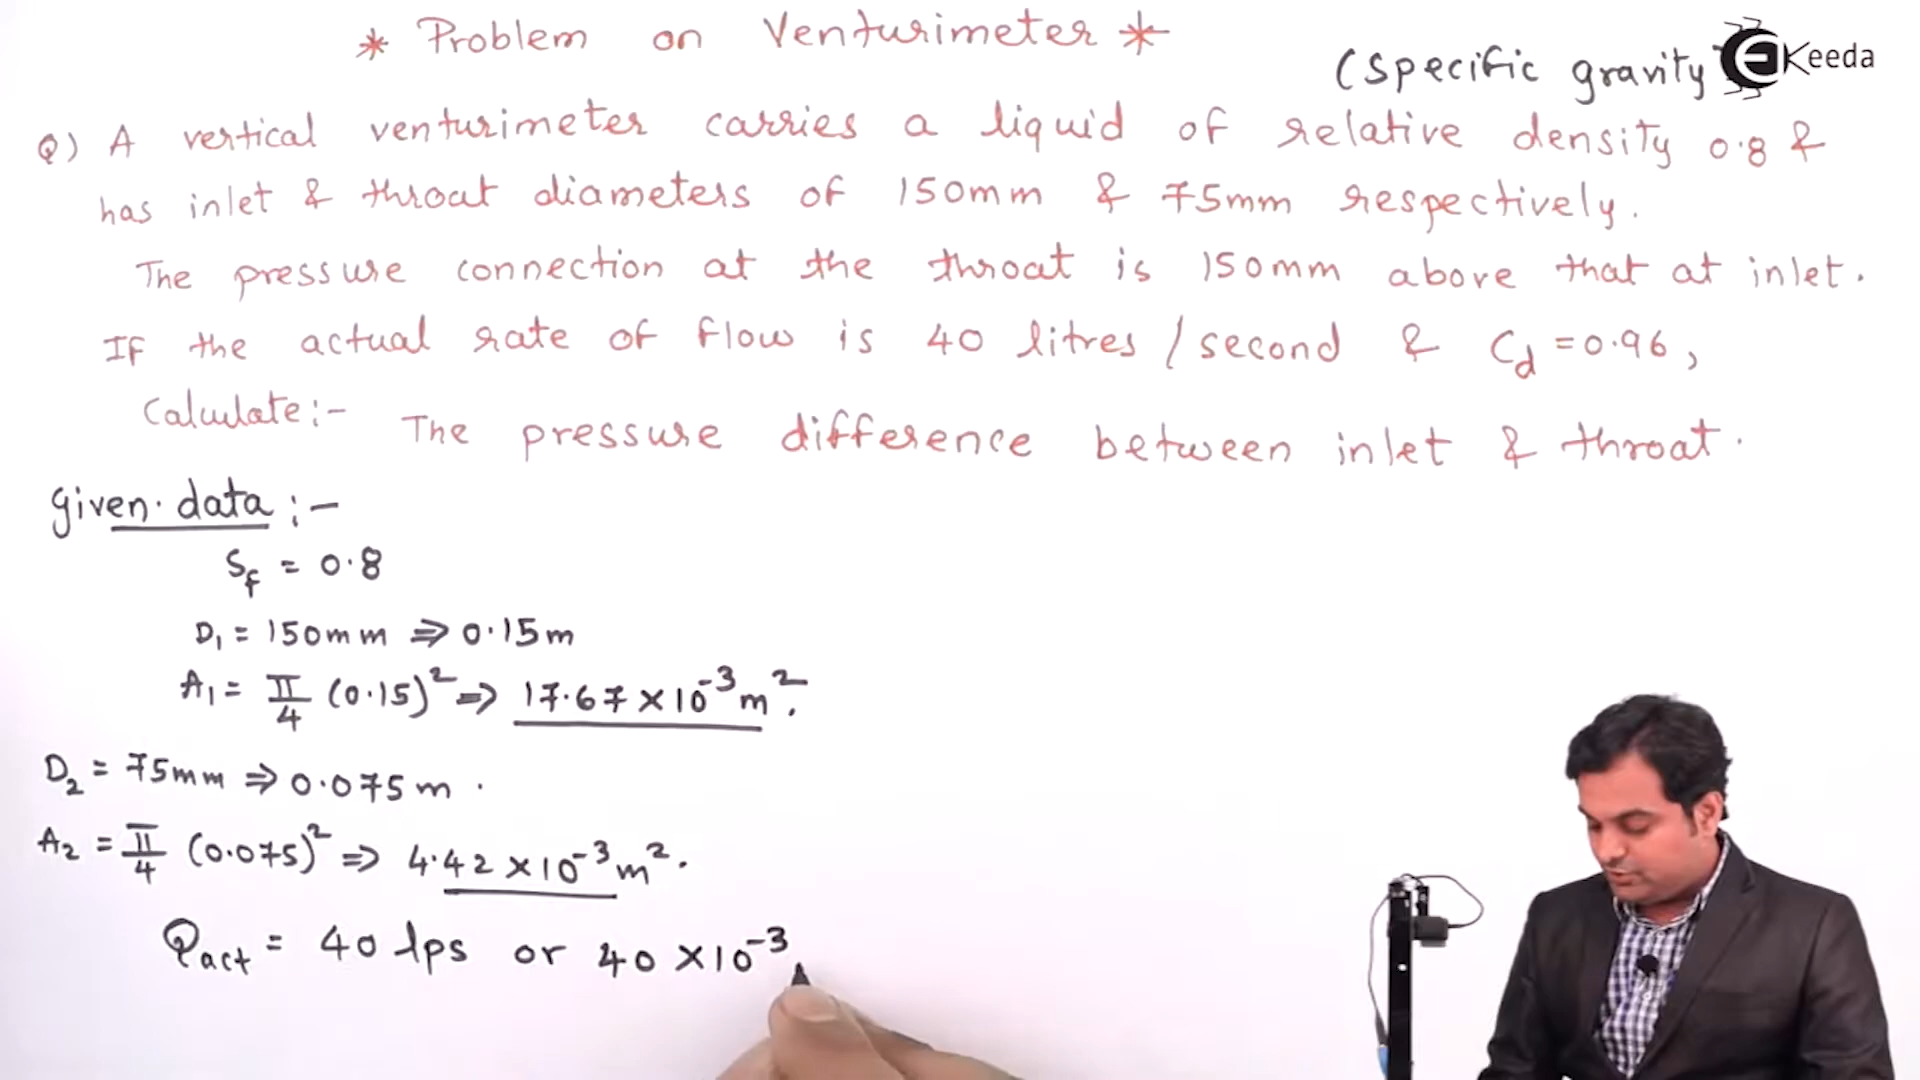 * Problem on Venturimeter *
(specific gravity)
EKeeda
Q) A vertical venturimeter carries a liquid of relative density 0.8 &
has inlet & throat diameters of 150mm & 75mm respectively.
The pressure connection at the throat is 150mm above that at inlet.
If the actual rate of flow is 40 litres/second & Cd = 0.96,
Calculate:- The pressure difference between inlet & throat.
given data :-
Sf = 0.8
D₁ = 150mm ⇒ 0.15m
A₁ = π/4 (0.15)² ⇒ 17.67 × 10⁻³ m².
D₂ = 75mm ⇒ 0.075m.
A₂ = π/4 (0.075)² ⇒ 4.42 × 10⁻³ m².
Qact = 40 lps or 40 × 10⁻³